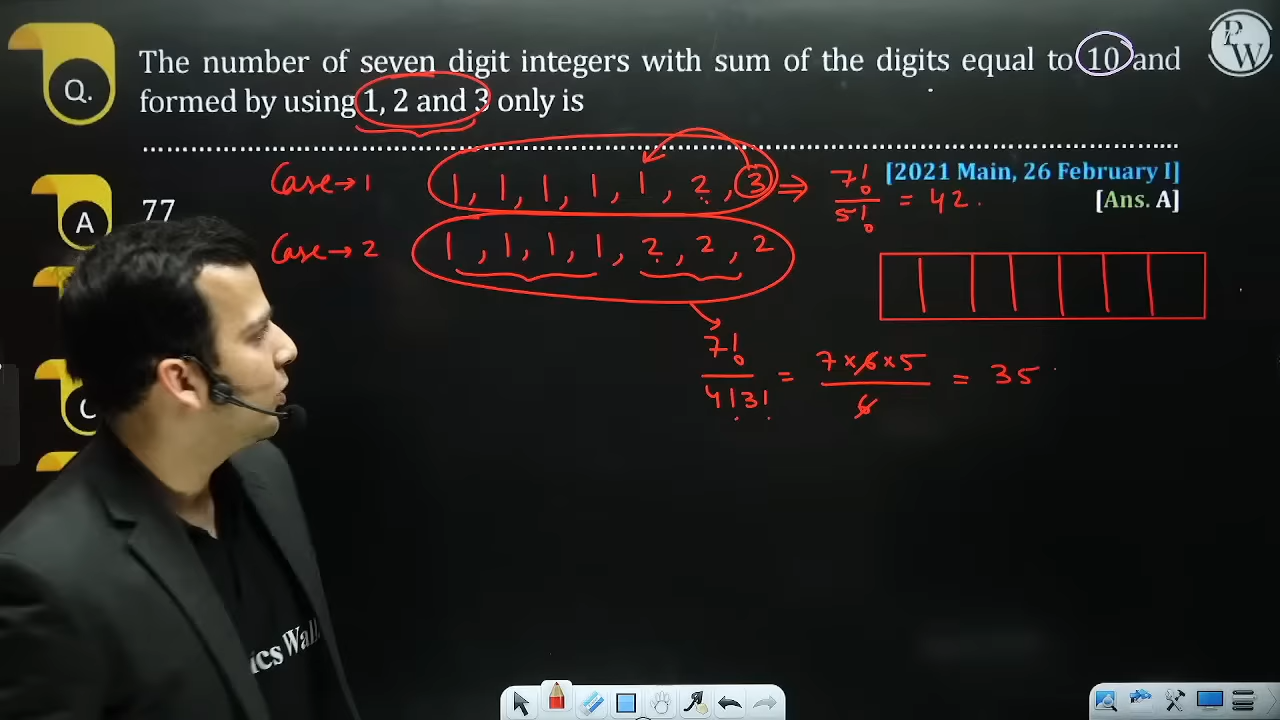 Q. The number of seven digit integers with sum of the digits equal to 10 and
formed by using 1, 2 and 3 only is
PW
[2021 Main, 26 February I]
[Ans. A]
A 77
C
Case → 1 1, 1, 1, 1, 1, 2, 3 ⇒ 7!/5! = 42.
Case → 2 1, 1, 1, 1, 2, 2, 2
7!/4!3! = 7×6×5/6 = 35
ics Wall